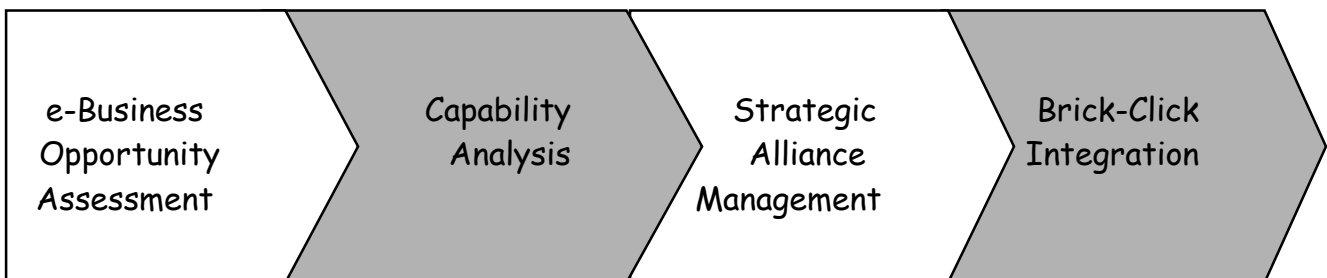 e-Business
Opportunity
Assessment
Capability
Analysis
Strategic
Alliance
Management
Brick-Click
Integration